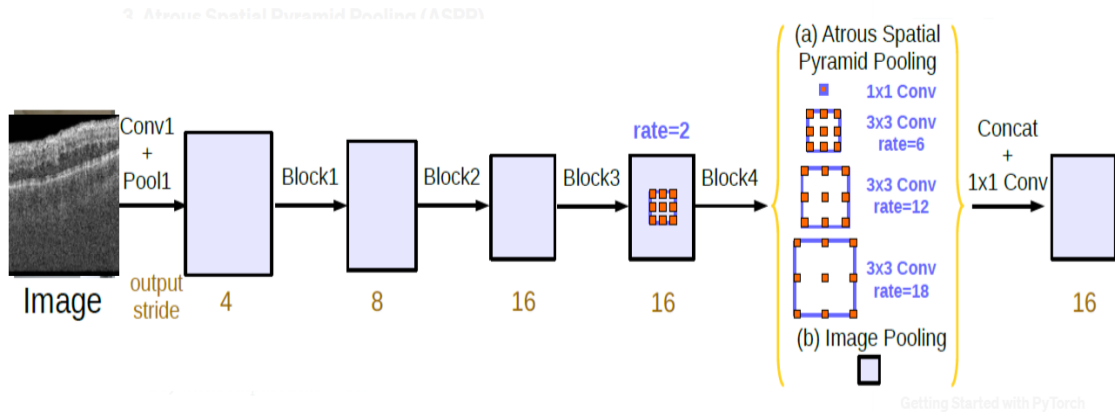 3. Atrous Spatial Pyramid Pooling (ASPP)
(a) Atrous Spatial
Pyramid Pooling
1x1 Conv
3x3 Conv
rate=6
3x3 Conv
rate=12
3x3 Conv
rate=18
(b) Image Pooling
Conv1
+
Pool1
Block1
Block2
Block3
rate=2
Block4
Concat
+
1x1 Conv
Image
output
stride
4
8
16
16
16
Getting Started with PyTorch